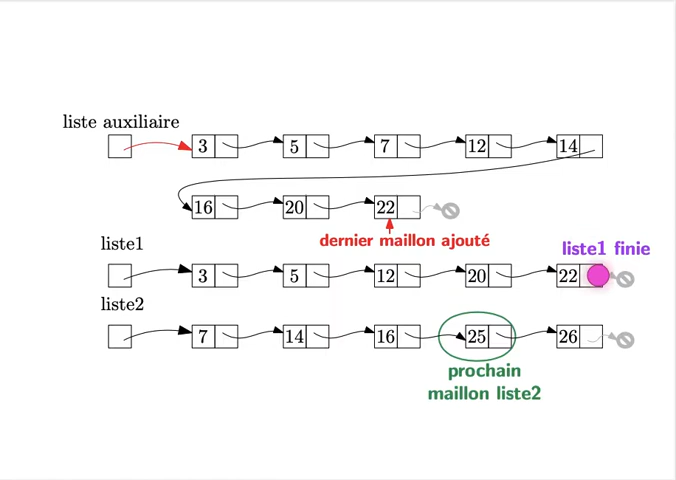 liste auxiliaire
3 5 7 12 14
16 20 22
dernier maillon ajouté
liste1
liste1 finie
3 5 12 20 22
liste2
7 14 16 25 26
prochain
maillon liste2